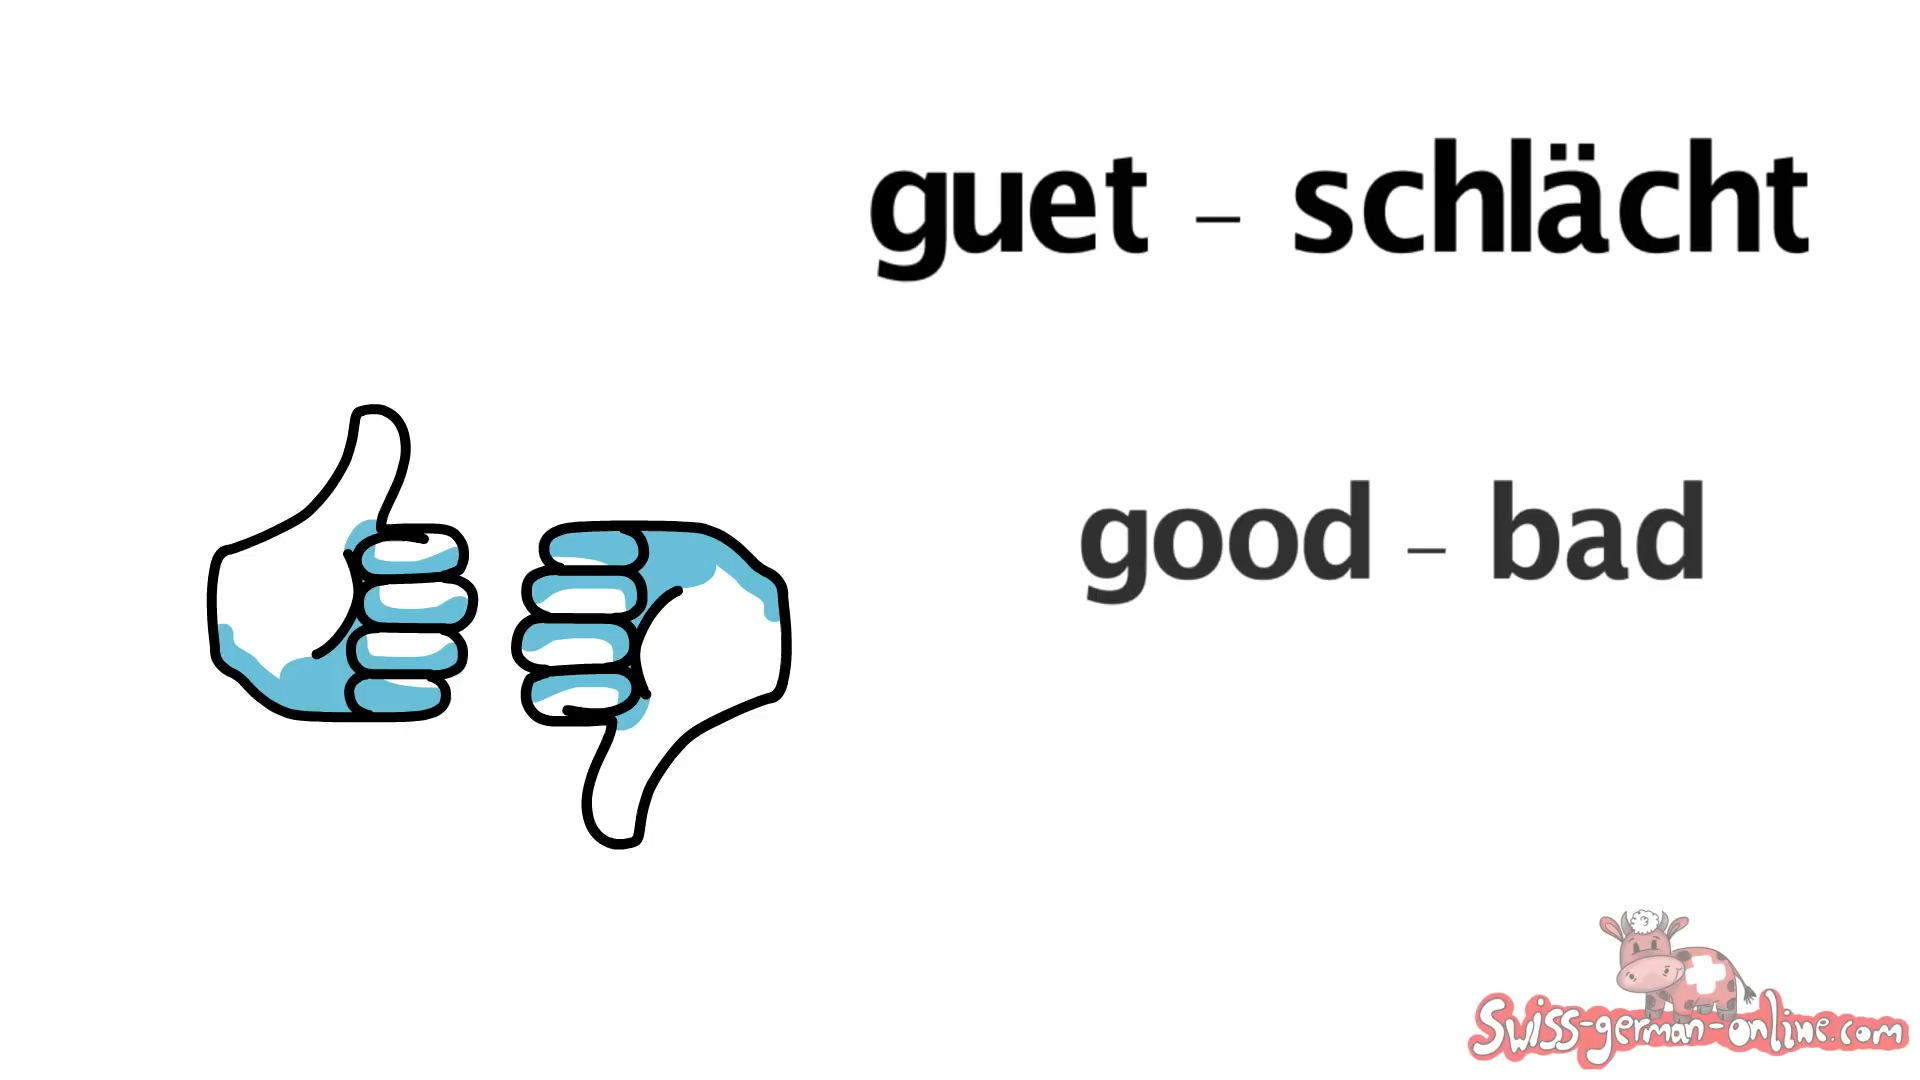 guet – schlächt
good – bad
Swiss-german-online.com